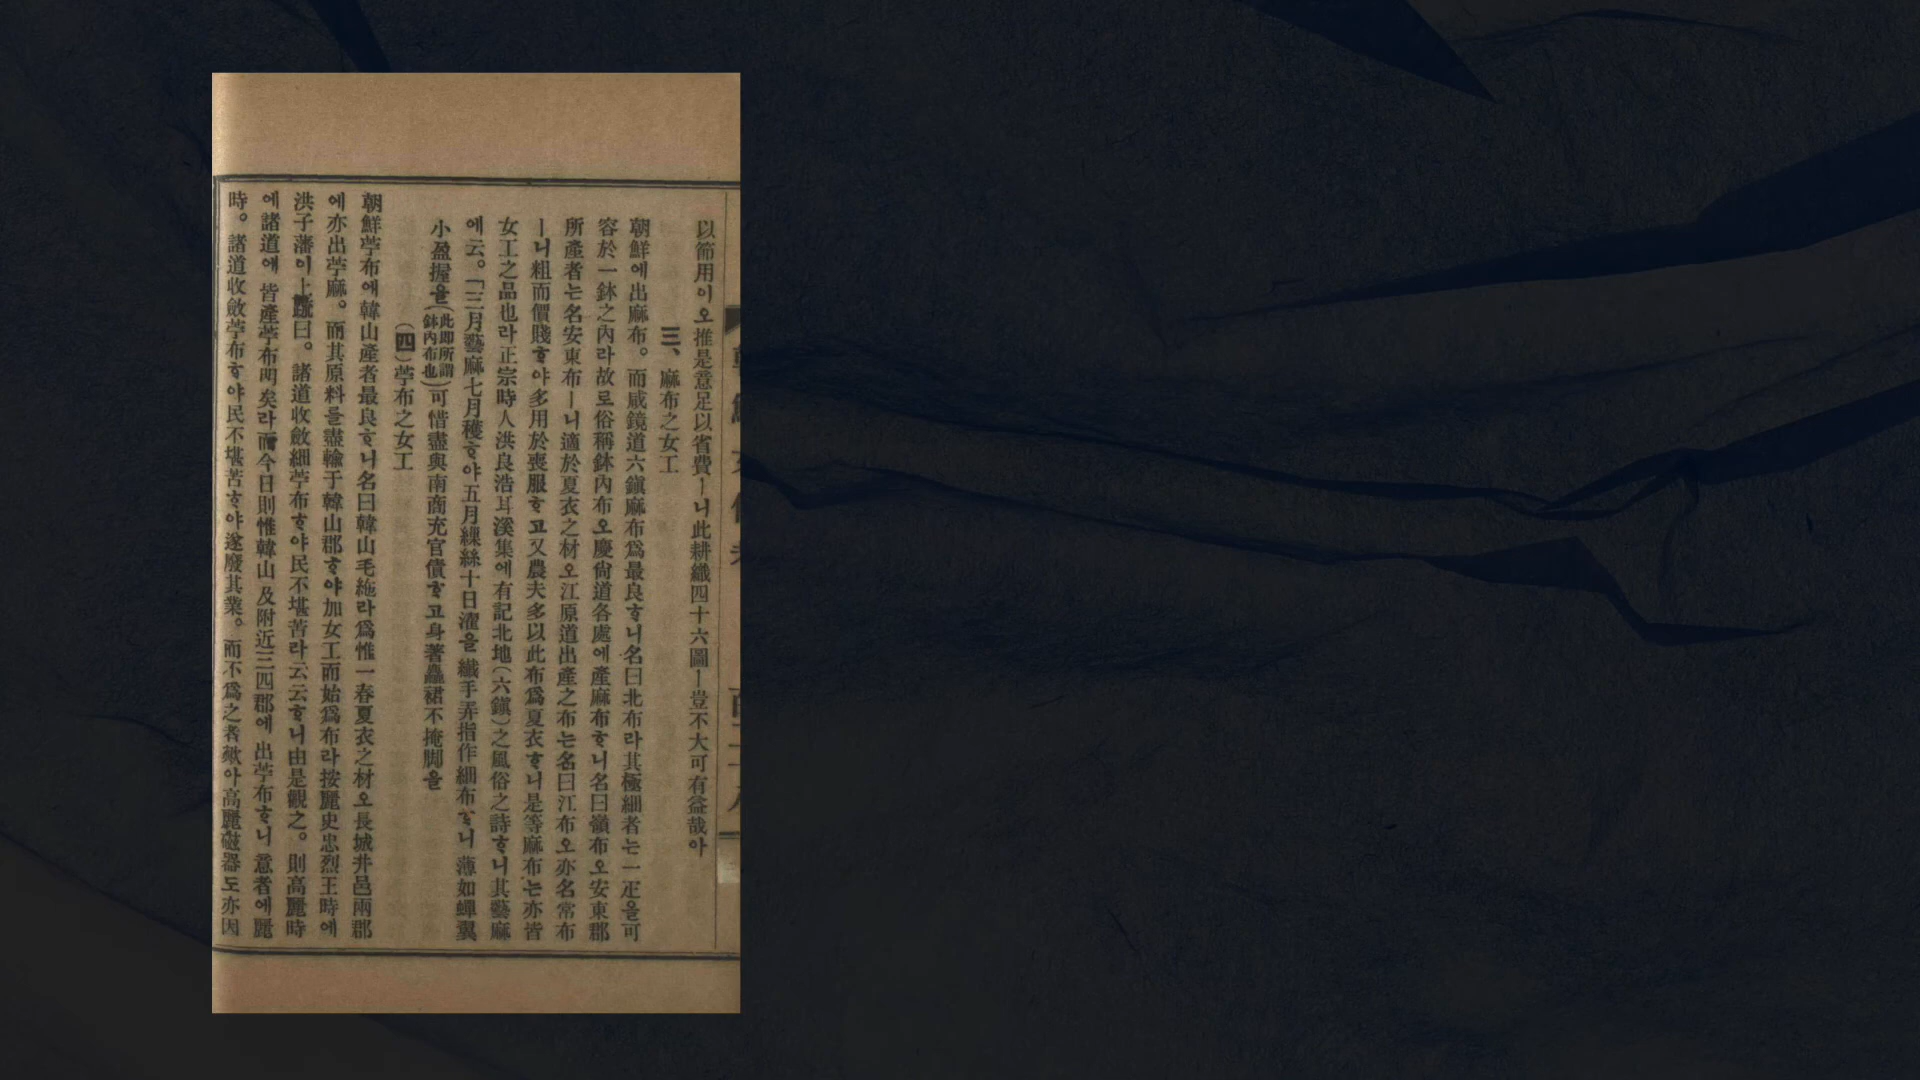 以節用이오推是意足以省費ㅣ니此耕織四十六圖ㅣ豈不大可有益哉아
三、麻布之女工
朝鮮에出麻布。而咸鏡道六鎭麻布爲最良ᄒᆞ니名曰北布라其極細者는一疋을可
容於一鉢之內라故로俗稱鉢內布오慶尙道各處에產麻布ᄒᆞ니名曰嶺布오安東郡
所產者는名安東布ㅣ니適於夏衣之材오江原道出產之布는名曰江布오亦名常布
ㅣ니粗而價賤ᄒᆞ야多用於喪服ᄒᆞ고又農夫多以此布爲夏衣ᄒᆞ니是等麻布는亦皆
女工之品也라正宗時人洪良浩耳溪集에有記北地(六鎭)之風俗之詩ᄒᆞ니其藝麻
에云。「三月藝麻七月穫ᄒᆞ야五月繅絲十日濯을纖手弄指作細布ᄒᆞ니薄如蟬翼
小盈握을(此即所謂鉢內布也)可惜盡與南商充官債ᄒᆞ고身著麤裙不掩脚을
(四)苧布之女工
朝鮮苧布에韓山產者最良ᄒᆞ니名曰韓山毛絁라爲惟一春夏衣之材오長城井邑兩郡
에亦出苧麻。而其原料를盡輸于韓山郡ᄒᆞ야加女工而始爲布라按麗史忠烈王時에
洪子藩이上疏曰。諸道收斂細苧布ᄒᆞ야民不堪苦라云云ᄒᆞ니由是觀之。則高麗時
에諸道에皆產苧布明矣라而今日則惟韓山及附近三四郡에出苧布ᄒᆞ니意者에麗
時。諸道收斂苧布ᄒᆞ야民不堪苦ᄒᆞ야遂廢其業。而不爲之者歟아高麗磁器도亦因